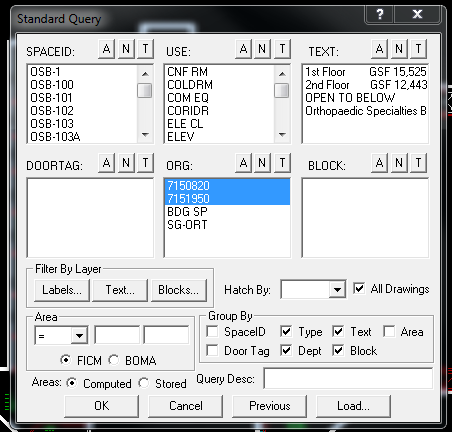 Standard Query
? X
SPACEID: A N T
USE: A N T
TEXT: A N T
OSB-1
OSB-100
OSB-101
OSB-102
OSB-103
OSB-103A
CNF RM
COLDRM
COM EQ
CORIDR
ELE CL
ELEV
1st Floor GSF 15,525
2nd Floor GSF 12,443
OPEN TO BELOW
Orthopaedic Specialties B
DOORTAG: A N T
ORG: A N T
BLOCK: A N T
7150820
7151950
BDG SP
SG-ORT
Filter By Layer
Labels... Text... Blocks...
Hatch By: All Drawings
Area
=
FICM BOMA
Group By
SpaceID Type Text Area
Door Tag Dept Block
Areas: Computed Stored
Query Desc:
OK Cancel Previous Load...